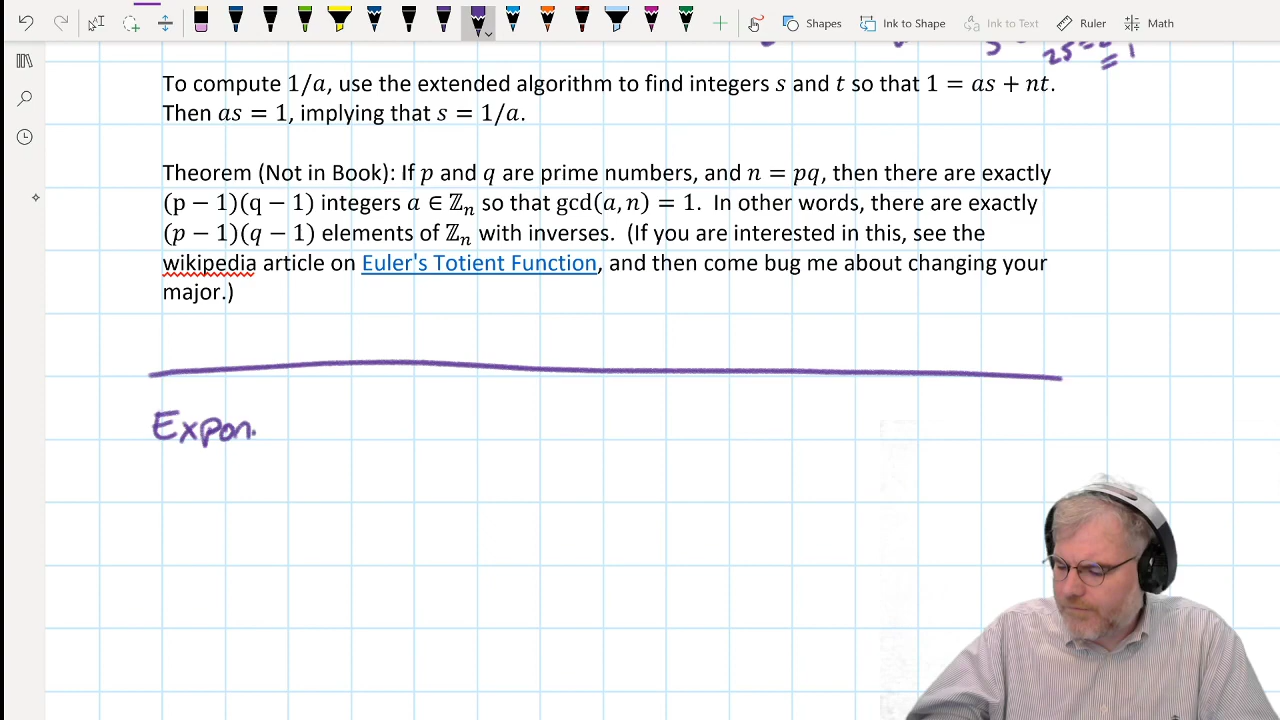 Shapes Ink to Shape Ink to Text Ruler Math
25
= 1
To compute 1/a, use the extended algorithm to find integers s and t so that 1 = as + nt.
Then as = 1, implying that s = 1/a.
Theorem (Not in Book): If p and q are prime numbers, and n = pq, then there are exactly
(p − 1)(q − 1) integers a ∈ ℤₙ so that gcd(a, n) = 1. In other words, there are exactly
(p − 1)(q − 1) elements of ℤₙ with inverses. (If you are interested in this, see the
wikipedia article on Euler's Totient Function, and then come bug me about changing your
major.)
Expon.